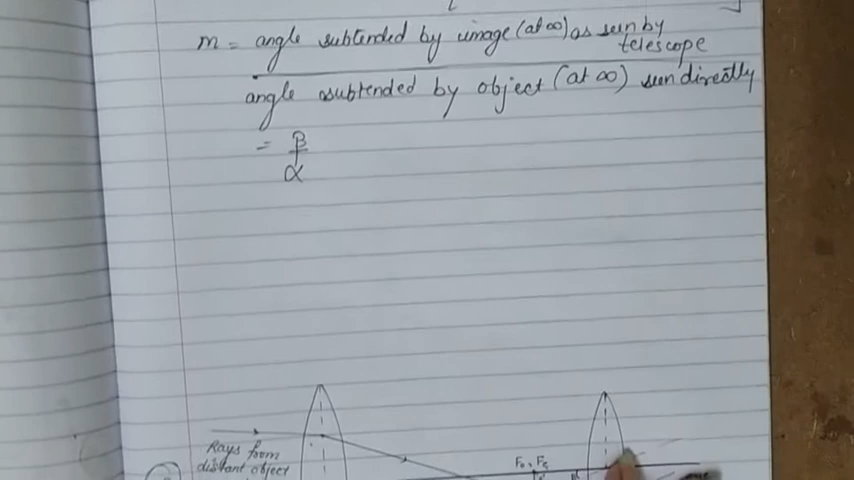 m = angle subtended by image (at ∞) as seen by
telescope
angle subtended by object (at ∞) seen directly
= β
α
Rays from
distant object
Fo, Fe